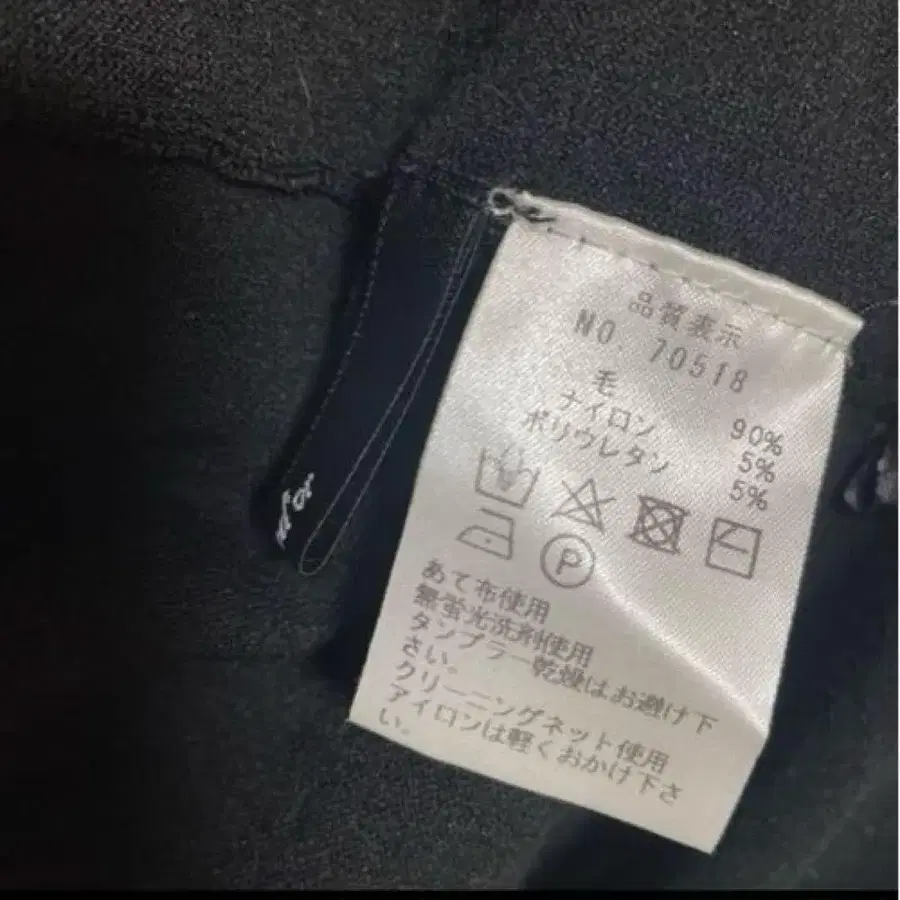 品質表示
NO. 70518
毛 90%
ナイロン 5%
ポリウレタン 5%
P
あて布使用
無蛍光洗剤使用
タンブラー乾燥はお避け下
さい。
クリーニングネット使用
アイロンは軽くおかけ下さ
い。